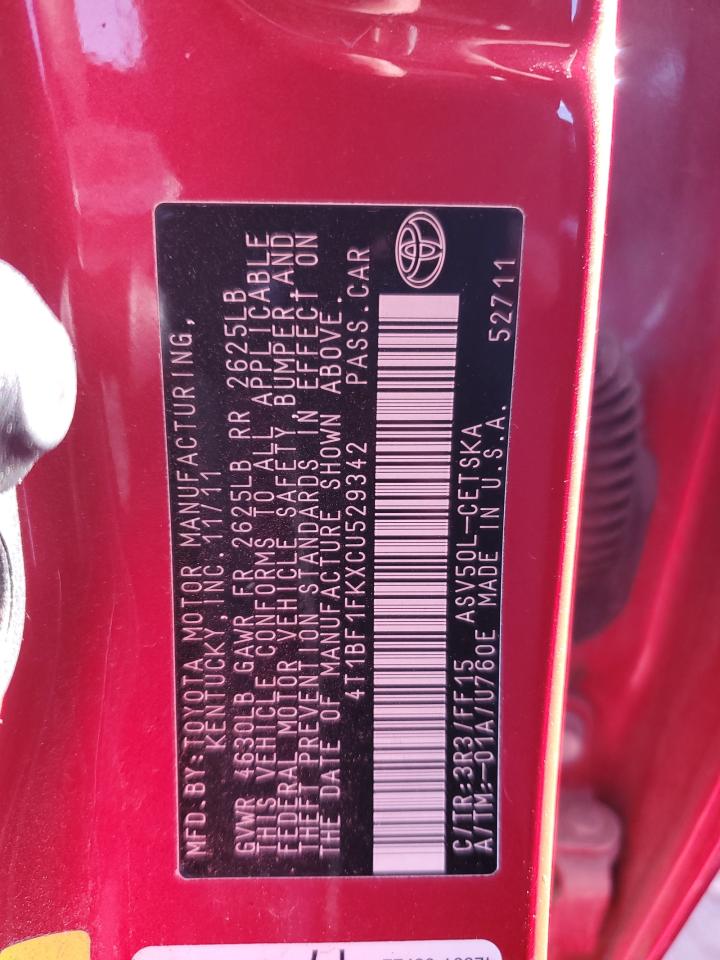 MFD.BY:TOYOTA MOTOR MANUFACTURING,
KENTUCKY,INC. 11/11
GVWR 4630LB GAWR FR 2625LB RR 2625LB
THIS VEHICLE CONFORMS TO ALL APPLICABLE
FEDERAL MOTOR VEHICLE SAFETY,BUMPER,AND
THEFT PREVENTION STANDARDS IN EFFECT ON
THE DATE OF MANUFACTURE SHOWN ABOVE.
4T1BF1FKXCU529342 PASS.CAR
C/TR:3R3/FF15 ASV50L-CETSKA
A/TM:-01A/U760E MADE IN U.S.A. 52711